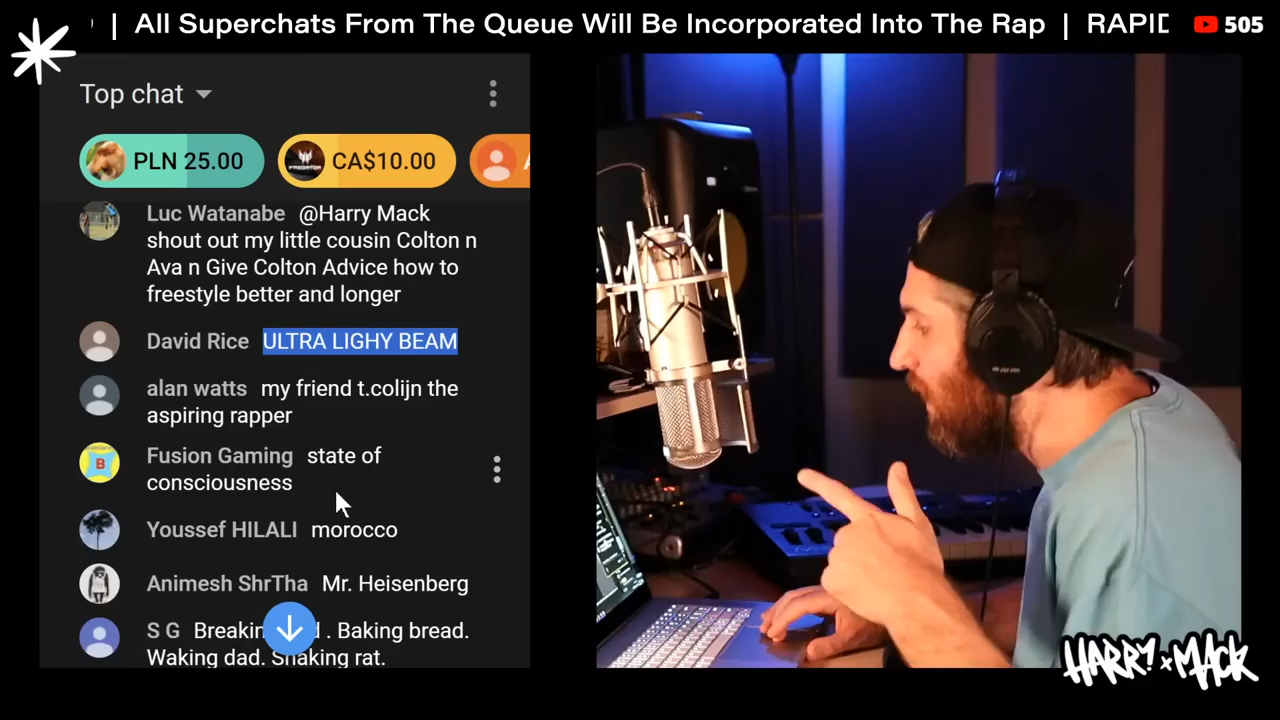 | All Superchats From The Queue Will Be Incorporated Into The Rap | RAPID
505
Top chat
PLN 25.00
CA$10.00
Luc Watanabe @Harry Mack
shout out my little cousin Colton n
Ava n Give Colton Advice how to
freestyle better and longer
David Rice ULTRA LIGHY BEAM
alan watts my friend t.colijn the
aspiring rapper
Fusion Gaming state of
consciousness
Youssef HILALI morocco
Animesh ShrTha Mr. Heisenberg
S G Breakin d . Baking bread.
Waking dad. Shaking rat.
HARRY MACK